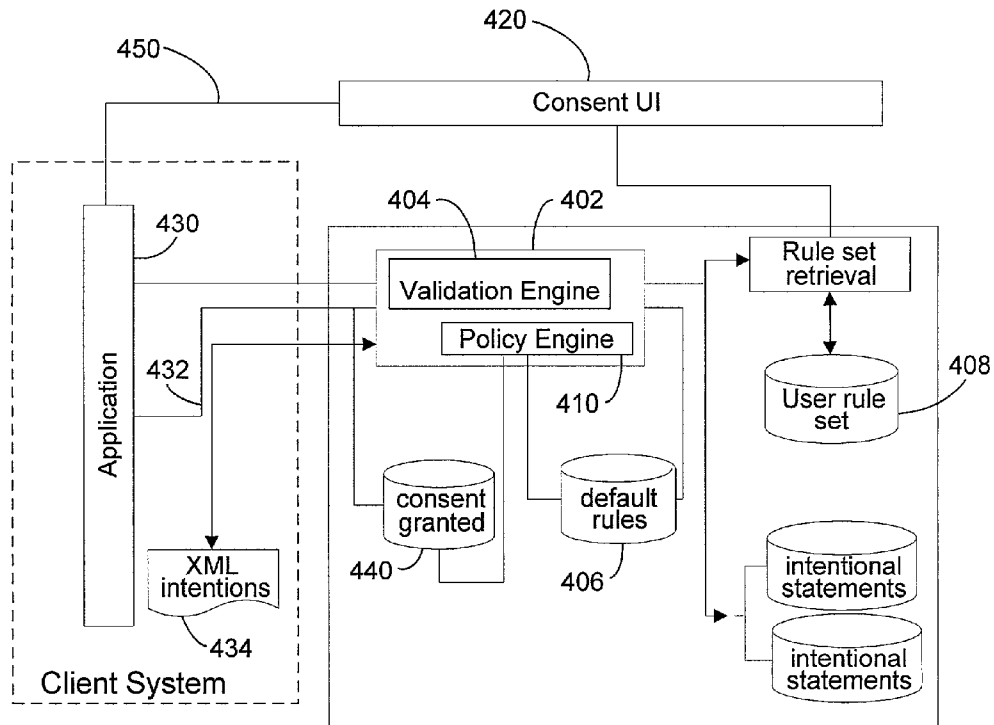 420
450
Consent UI
404
402
430
Rule set
retrieval
Validation Engine
Policy Engine
432
410
408
User rule
set
Application
consent
granted
default
rules
XML
intentions
440
406
intentional
statements
434
intentional
statements
Client System